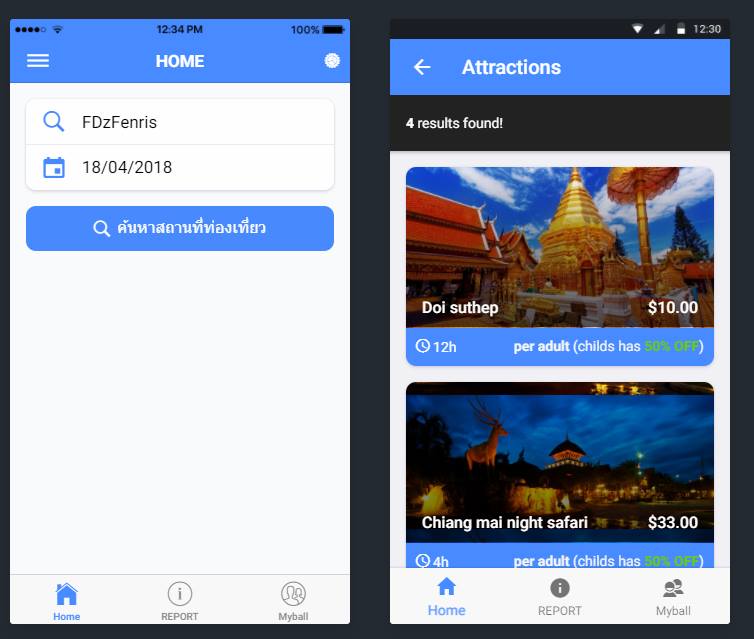 12:34 PM
100%
HOME
FDzFenris
18/04/2018
ค้นหาสถานที่ท่องเที่ยว
Home
REPORT
Myball
12:30
Attractions
4 results found!
Doi suthep
$10.00
12h
per adult (childs has 50% OFF)
Chiang mai night safari
$33.00
4h
per adult (childs has 50% OFF)
Home
REPORT
Myball